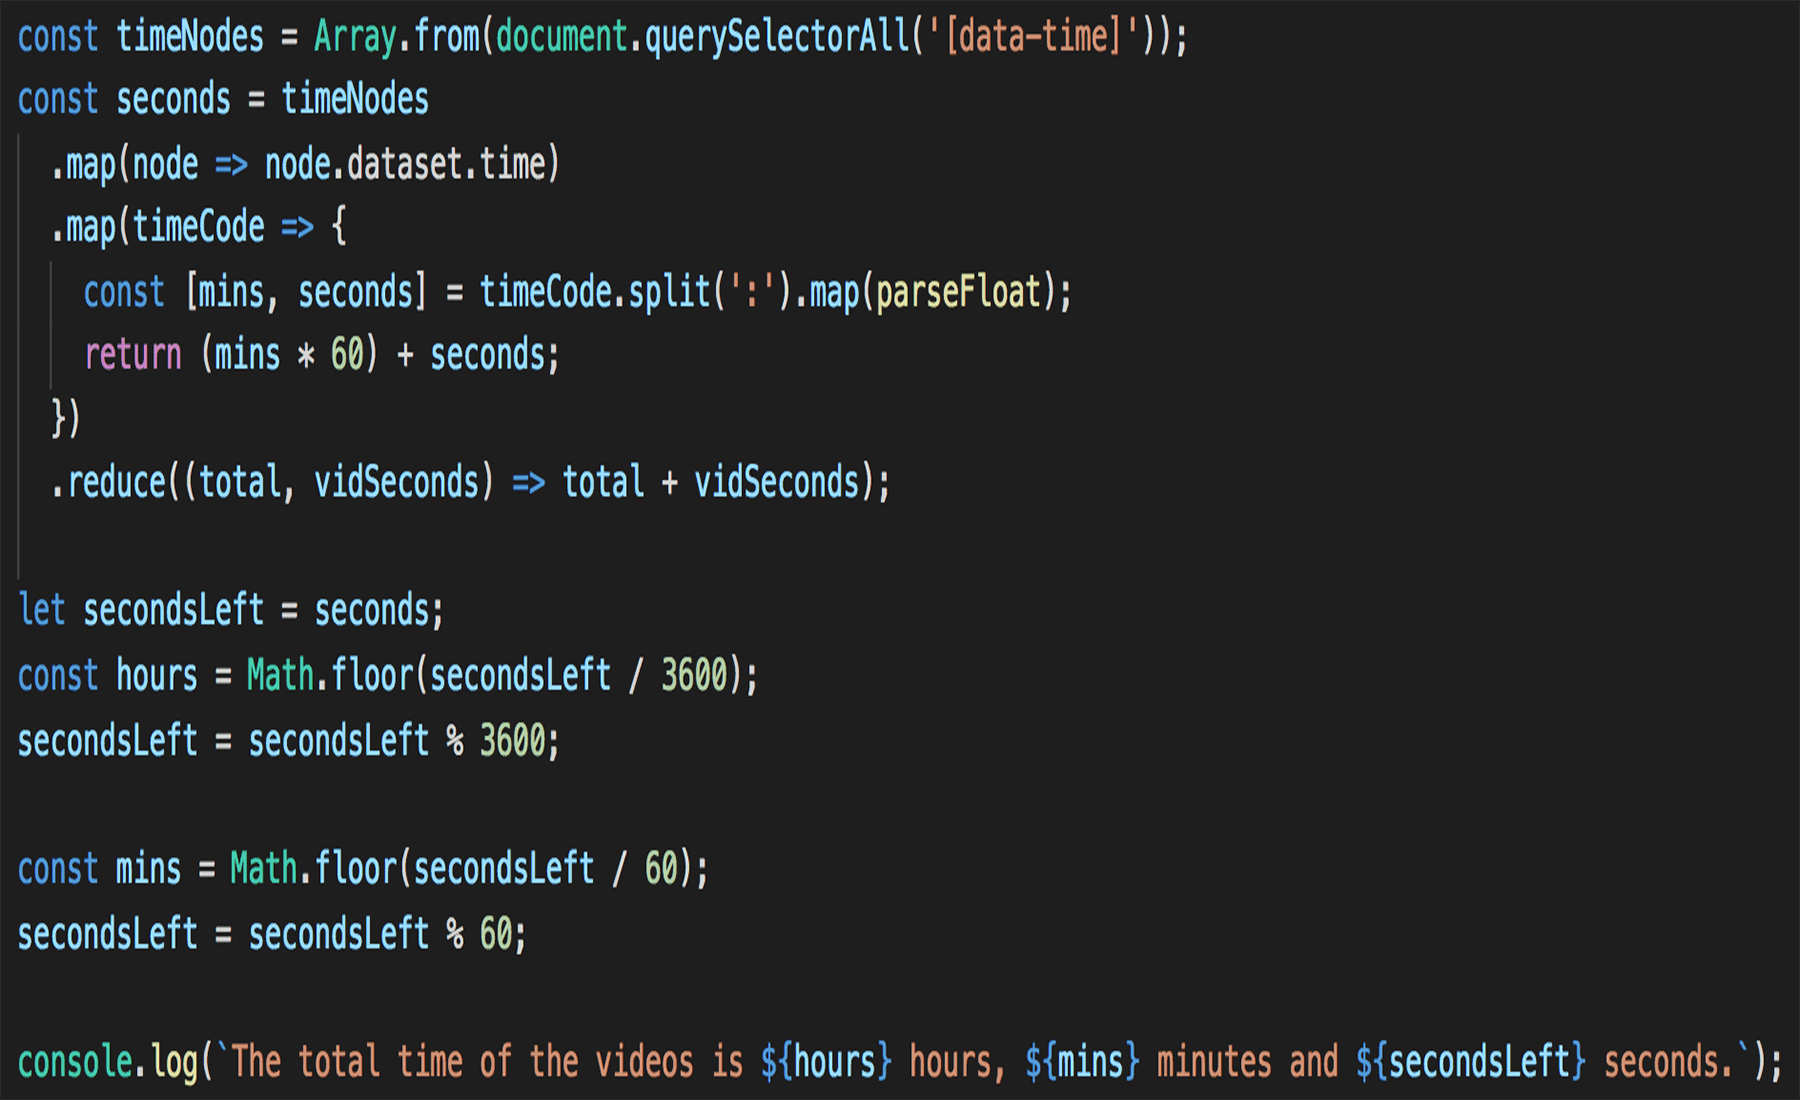 const timeNodes = Array.from(document.querySelectorAll('[data-time]'));
const seconds = timeNodes
  .map(node => node.dataset.time)
  .map(timeCode => {
    const [mins, seconds] = timeCode.split(':').map(parseFloat);
    return (mins * 60) + seconds;
  })
  .reduce((total, vidSeconds) => total + vidSeconds);
let secondsLeft = seconds;
const hours = Math.floor(secondsLeft / 3600);
secondsLeft = secondsLeft % 3600;
const mins = Math.floor(secondsLeft / 60);
secondsLeft = secondsLeft % 60;
console.log(`The total time of the videos is ${hours} hours, ${mins} minutes and ${secondsLeft} seconds.`);